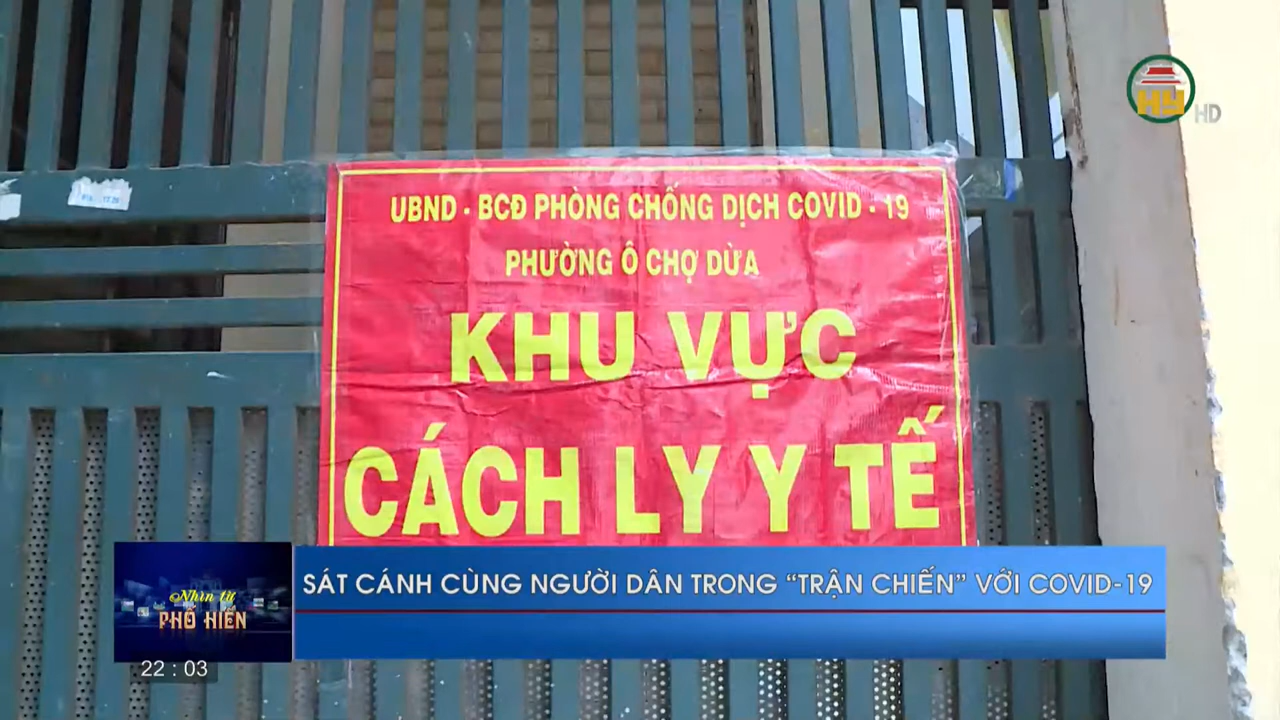 HY HD
UBND - BCĐ PHÒNG CHỐNG DỊCH COVID - 19
PHƯỜNG Ô CHỢ DỪA
KHU VỰC
CÁCH LY Y TẾ
SÁT CÁNH CÙNG NGƯỜI DÂN TRONG “TRẬN CHIẾN” VỚI COVID-19
Nhìn từ
PHỐ HIẾN
22 : 03